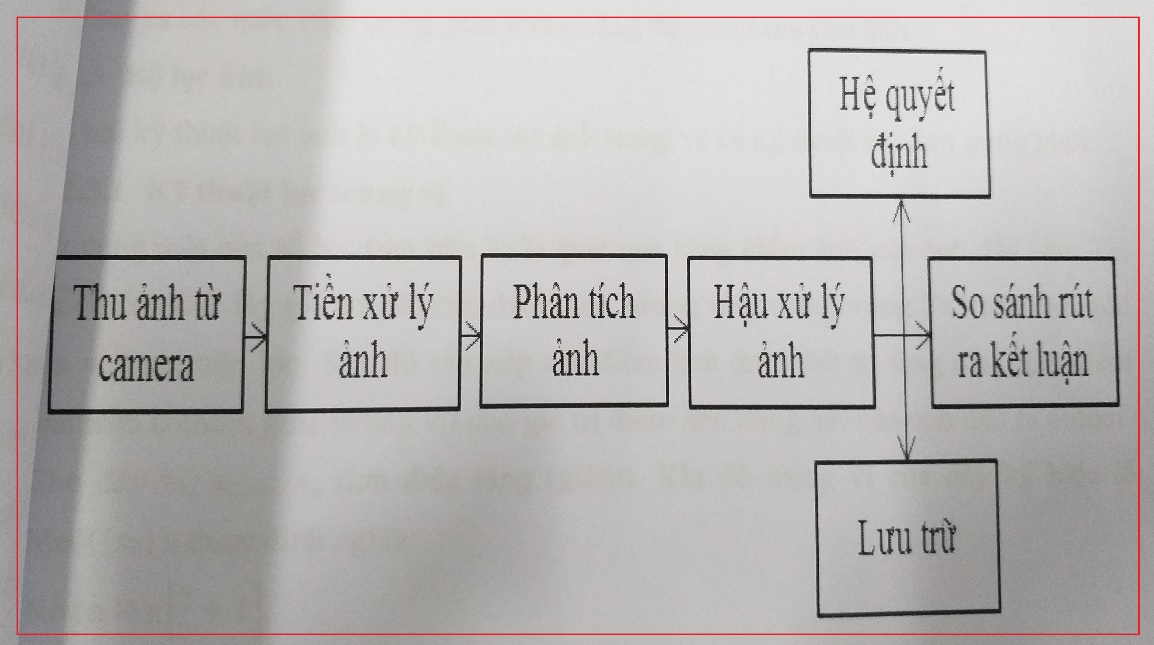 Hệ quyết
định
Thu ảnh từ
camera
Tiền xử lý
ảnh
Phân tích
ảnh
Hậu xử lý
ảnh
So sánh rút
ra kết luận
Lưu trữ